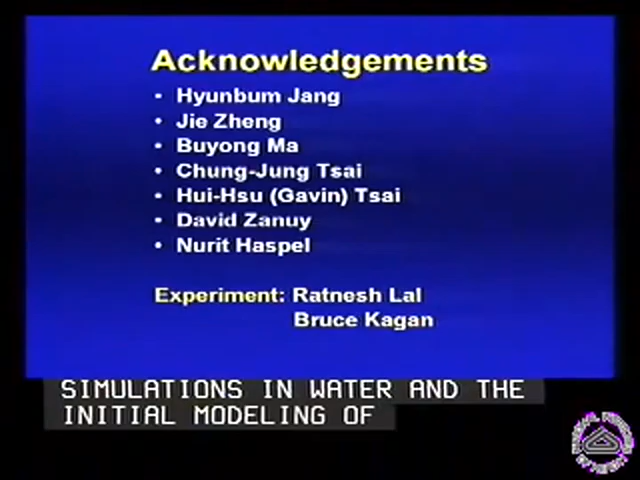 Acknowledgements
• Hyunbum Jang
• Jie Zheng
• Buyong Ma
• Chung-Jung Tsai
• Hui-Hsu (Gavin) Tsai
• David Zanuy
• Nurit Haspel
Experiment: Ratnesh Lal
Bruce Kagan
SIMULATIONS IN WATER AND THE
INITIAL MODELING OF